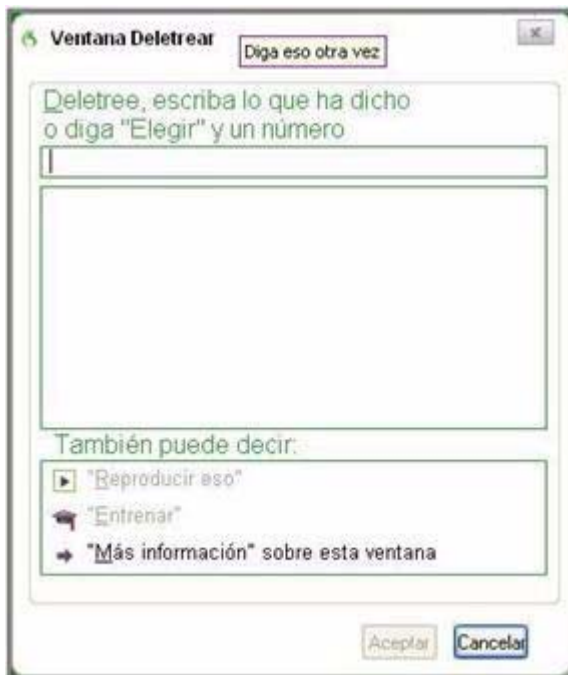 Ventana Deletrear
Diga eso otra vez
Deletree, escriba lo que ha dicho
o diga "Elegir" y un número
También puede decir:
"Reproducir eso"
"Entrenar"
"Más información" sobre esta ventana
Aceptar
Cancelar